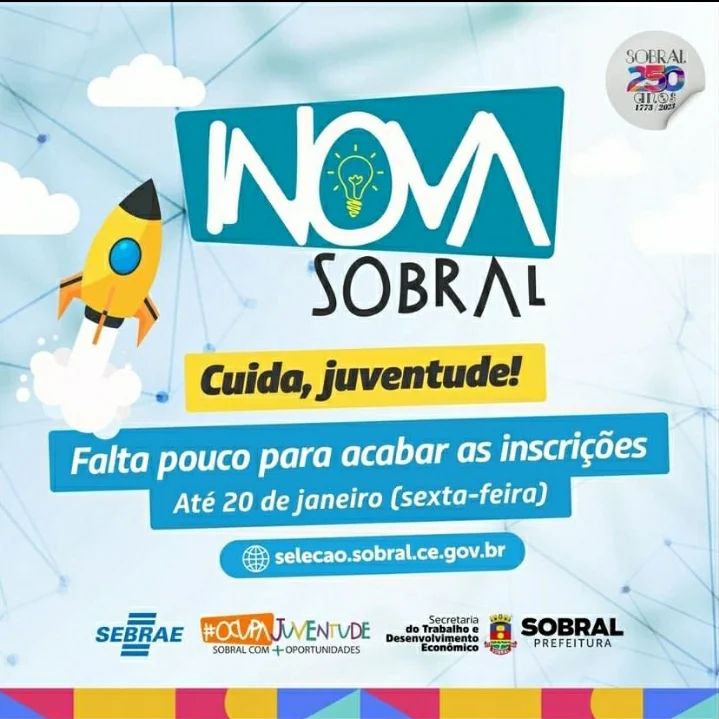 SOBRAL
250
anos
1773/2023
INOVA
SOBRAL
Cuida, juventude!
Falta pouco para acabar as inscrições
Até 20 de janeiro (sexta-feira)
selecao.sobral.ce.gov.br
SEBRAE
#OCUPAJUVENTUDE
SOBRAL COM + OPORTUNIDADES
Secretaria
do Trabalho e
Desenvolvimento
Econômico
SOBRAL
SOBRAL
PREFEITURA